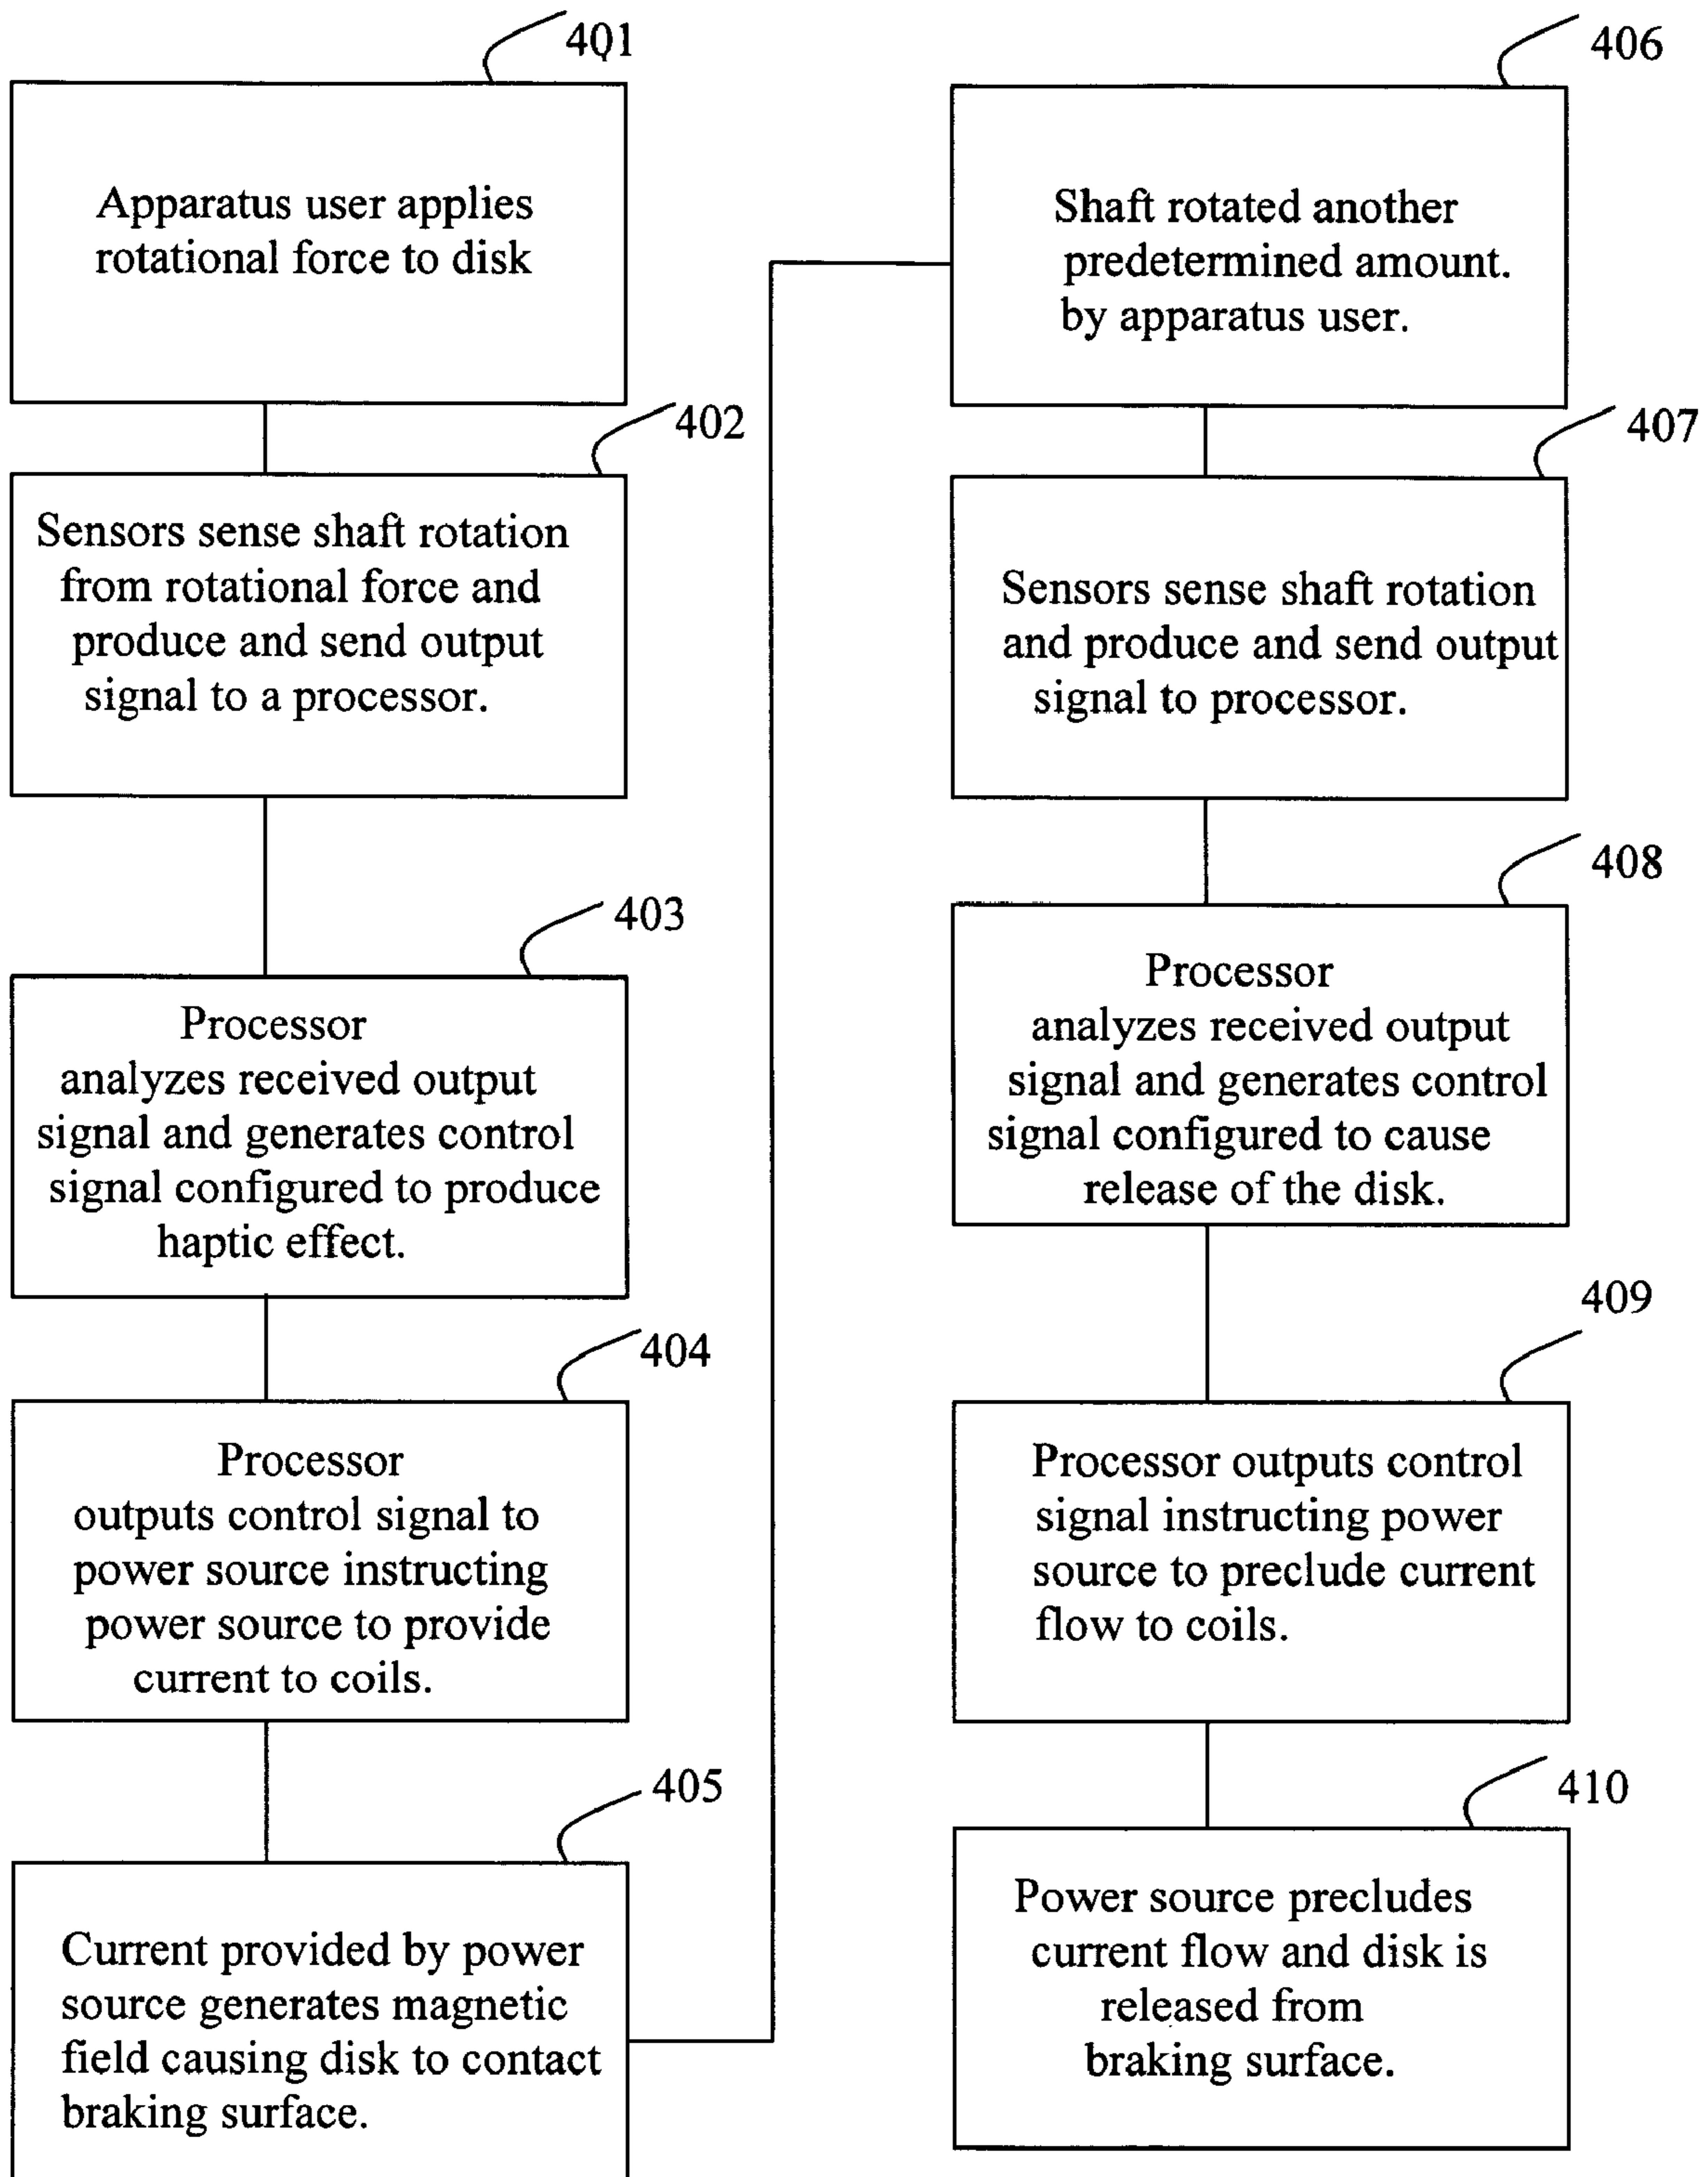 401
Apparatus user applies
rotational force to disk
402
Sensors sense shaft rotation
from rotational force and
produce and send output
signal to a processor.
403
Processor
analyzes received output
signal and generates control
signal configured to produce
haptic effect.
404
Processor
outputs control signal to
power source instructing
power source to provide
current to coils.
405
Current provided by power
source generates magnetic
field causing disk to contact
braking surface.
406
Shaft rotated another
predetermined amount.
by apparatus user.
407
Sensors sense shaft rotation
and produce and send output
signal to processor.
408
Processor
analyzes received output
signal and generates control
signal configured to cause
release of the disk.
409
Processor outputs control
signal instructing power
source to preclude current
flow to coils.
410
Power source precludes
current flow and disk is
released from
braking surface.